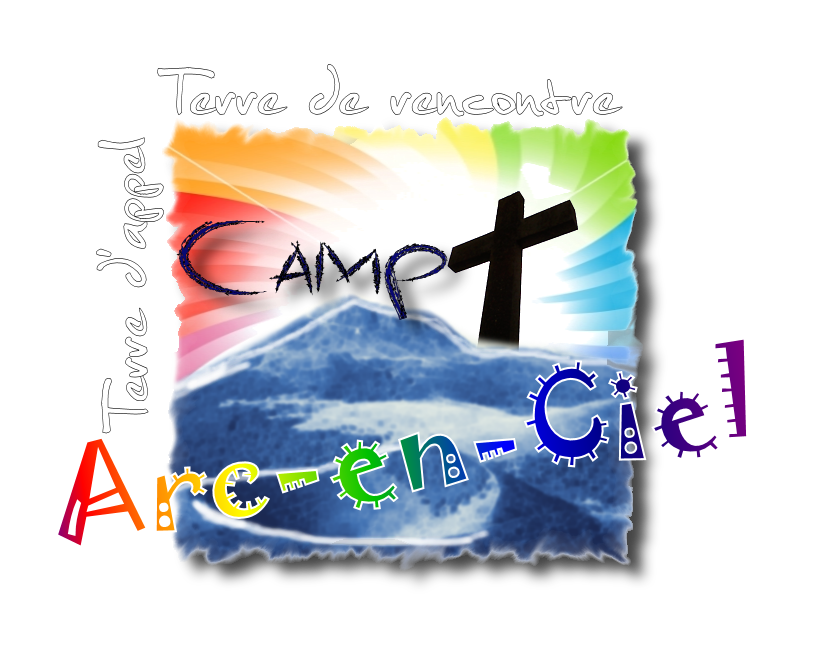 Terre de rencontre
Terre d'appel
Camp
Arc-en-Ciel